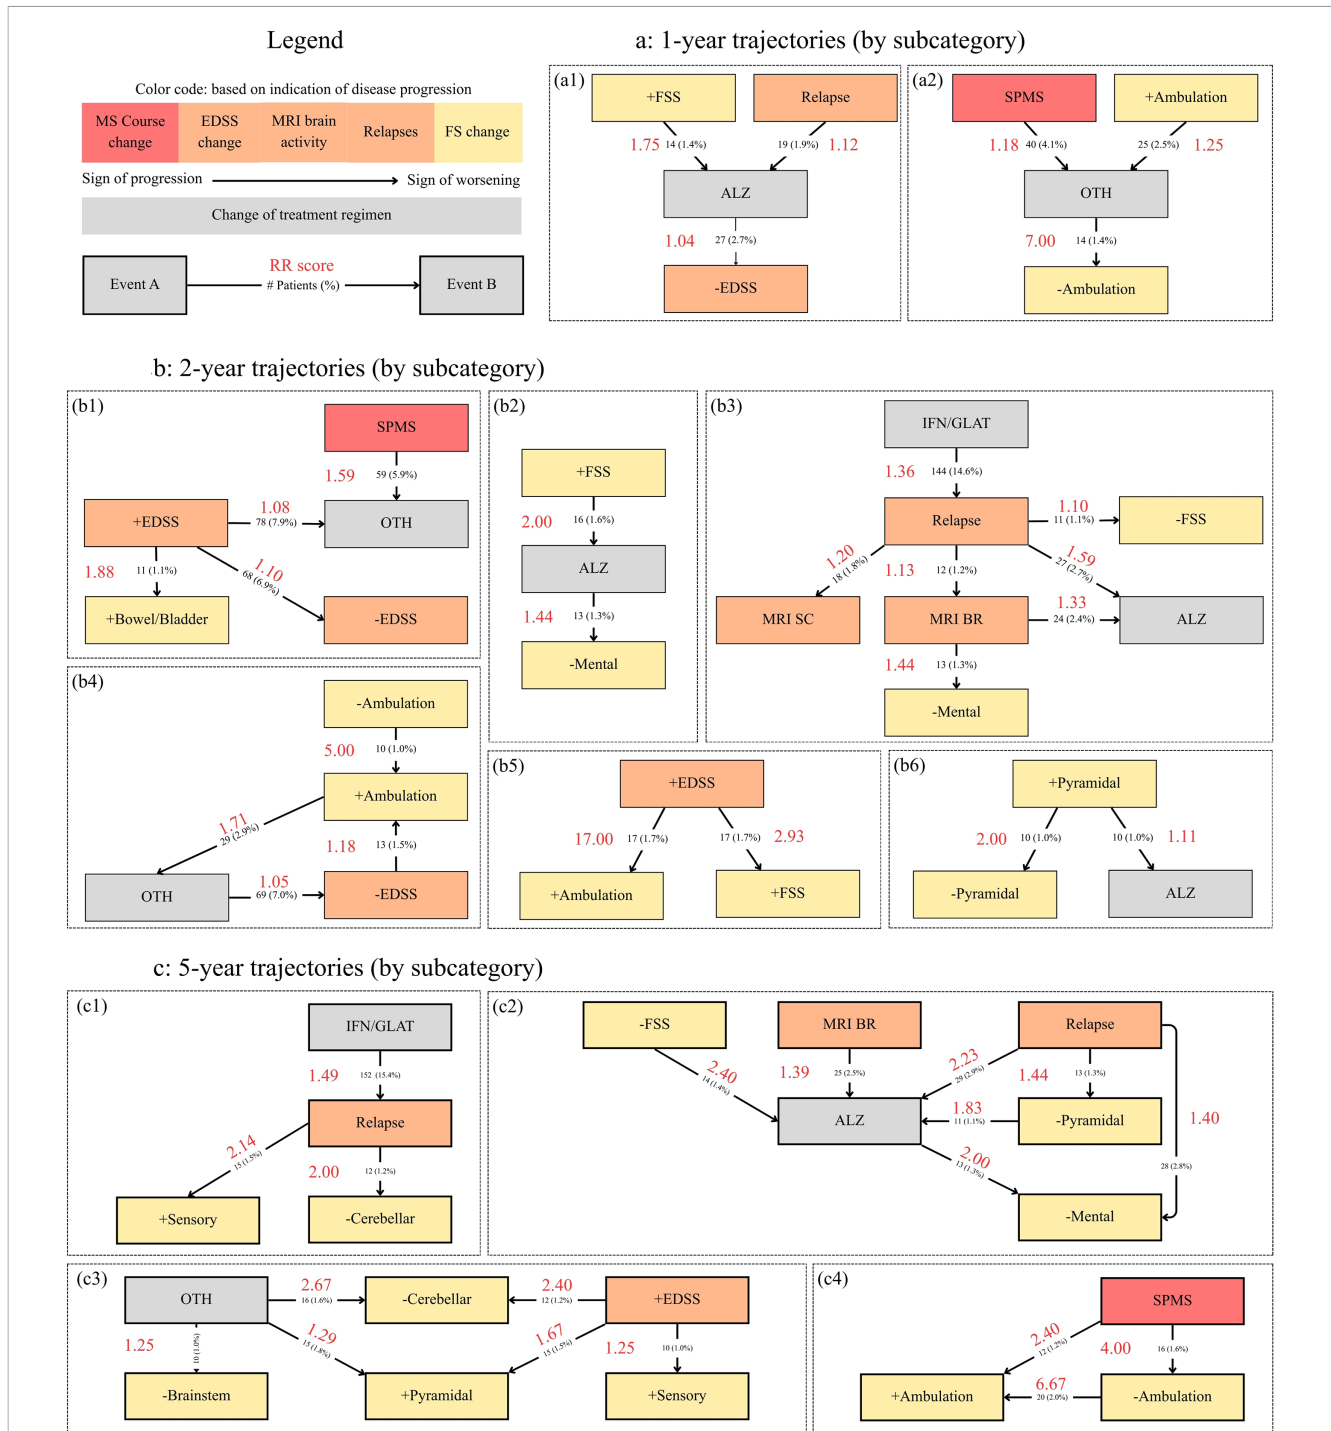 Legend
Color code: based on indication of disease progression
MS Course change
EDSS change
MRI brain activity
Relapses
FS change
Sign of progression
Sign of worsening
Change of treatment regimen
Event A
RR score
# Patients (%)
Event B
a: 1-year trajectories (by subcategory)
(a1)
+FSS
Relapse
1.75
14 (1.4%)
19 (1.9%)
1.12
ALZ
1.04
27 (2.7%)
-EDSS
(a2)
SPMS
+Ambulation
1.18
40 (4.1%)
25 (2.5%)
1.25
OTH
7.00
14 (1.4%)
-Ambulation
b: 2-year trajectories (by subcategory)
(b1)
SPMS
1.59
59 (5.9%)
+EDSS
1.08
78 (7.9%)
OTH
1.88
11 (1.1%)
1.10
68 (6.9%)
+Bowel/Bladder
-EDSS
(b2)
+FSS
2.00
16 (1.6%)
ALZ
1.44
13 (1.3%)
-Mental
(b3)
IFN/GLAT
1.36
144 (14.6%)
Relapse
1.10
11 (1.1%)
-FSS
1.20
18 (1.8%)
1.13
12 (1.2%)
1.59
27 (2.7%)
MRI SC
MRI BR
1.33
24 (2.4%)
ALZ
1.44
13 (1.3%)
-Mental
(b4)
-Ambulation
5.00
10 (1.0%)
+Ambulation
1.71
29 (2.9%)
1.18
13 (1.5%)
OTH
1.05
69 (7.0%)
-EDSS
(b5)
+EDSS
17.00
17 (1.7%)
17 (1.7%)
2.93
+Ambulation
+FSS
(b6)
+Pyramidal
2.00
10 (1.0%)
10 (1.0%)
1.11
-Pyramidal
ALZ
c: 5-year trajectories (by subcategory)
(c1)
IFN/GLAT
1.49
152 (15.4%)
Relapse
2.14
15 (1.5%)
2.00
12 (1.2%)
+Sensory
-Cerebellar
(c2)
-FSS
MRI BR
Relapse
2.40
14 (1.4%)
1.39
25 (2.5%)
2.23
29 (2.9%)
1.44
13 (1.3%)
ALZ
1.83
11 (1.1%)
-Pyramidal
1.40
28 (2.8%)
2.00
13 (1.3%)
-Mental
(c3)
OTH
2.67
16 (1.6%)
-Cerebellar
2.40
12 (1.2%)
+EDSS
1.25
10 (1.0%)
1.29
15 (1.8%)
1.67
15 (1.5%)
1.25
10 (1.0%)
-Brainstem
+Pyramidal
+Sensory
(c4)
SPMS
2.40
12 (1.2%)
4.00
16 (1.6%)
+Ambulation
6.67
20 (2.0%)
-Ambulation